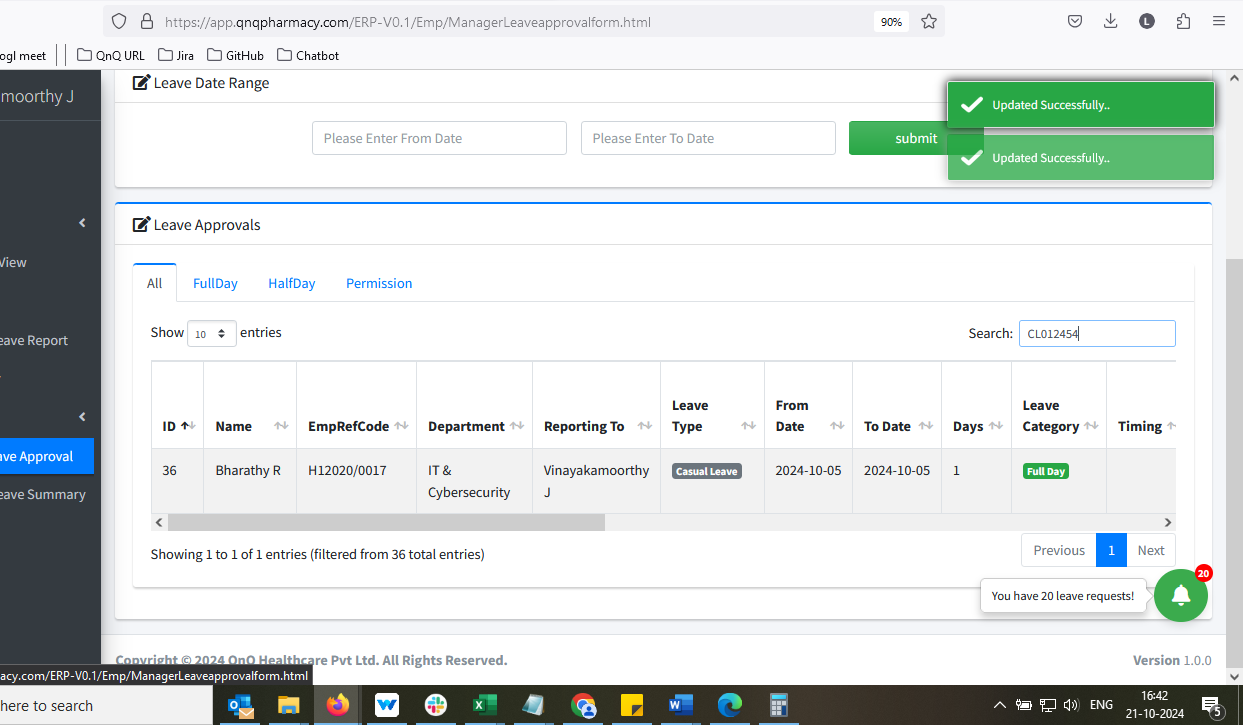 https://app.qnqpharmacy.com/ERP-V0.1/Emp/ManagerLeaveapprovalform.html
90%
L
ogl meet
QnQ URL
Jira
GitHub
Chatbot
moorthy J
View
eave Report
ave Approval
eave Summary
Leave Date Range
Please Enter From Date
Please Enter To Date
submit
Updated Successfully..
Updated Successfully..
Leave Approvals
All
FullDay
HalfDay
Permission
Show 10 entries
Search: CL012454
ID
Name
EmpRefCode
Department
Reporting To
Leave
Type
From
Date
To Date
Days
Leave
Category
Timing
36
Bharathy R
H12020/0017
IT &
Cybersecurity
Vinayakamoorthy
J
Casual Leave
2024-10-05
2024-10-05
1
Full Day
Showing 1 to 1 of 1 entries (filtered from 36 total entries)
Previous
1
Next
You have 20 leave requests!
20
Copyright © 2024 QnQ Healthcare Pvt Ltd. All Rights Reserved.
Version 1.0.0
acy.com/ERP-V0.1/Emp/ManagerLeaveapprovalform.html
here to search
ENG
16:42
21-10-2024
5